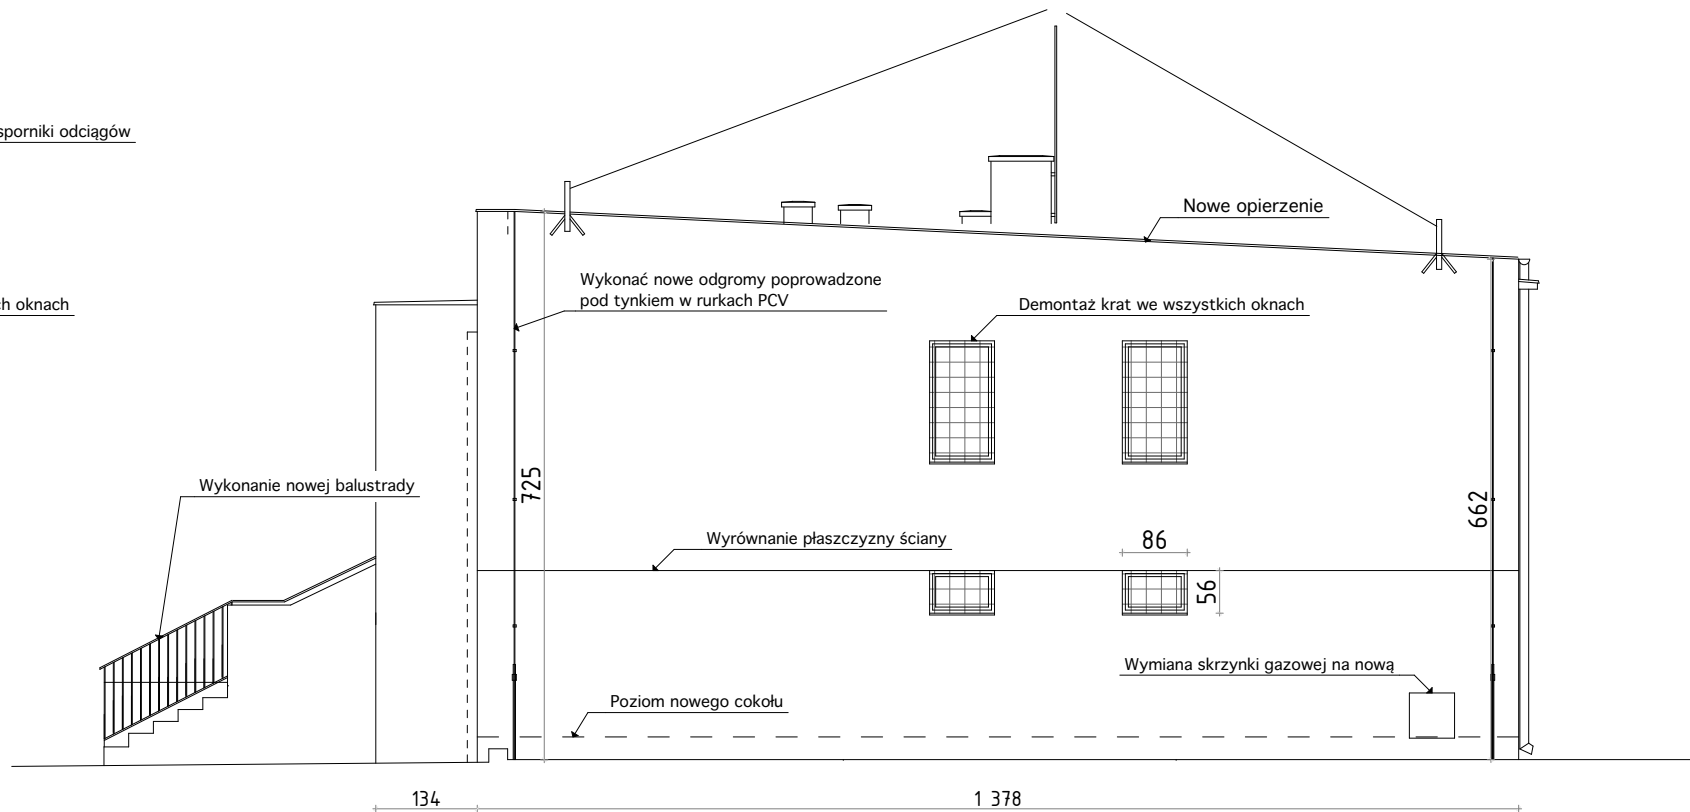 sporniki odciągów
Nowe opierzenie
Wykonać nowe odgromy poprowadzone
pod tynkiem w rurkach PCV
Demontaż krat we wszystkich oknach
ch oknach
725
Wykonanie nowej balustrady
662
Wyrównanie płaszczyzny ściany
86
56
Wymiana skrzynki gazowej na nową
Poziom nowego cokołu
134
1 378